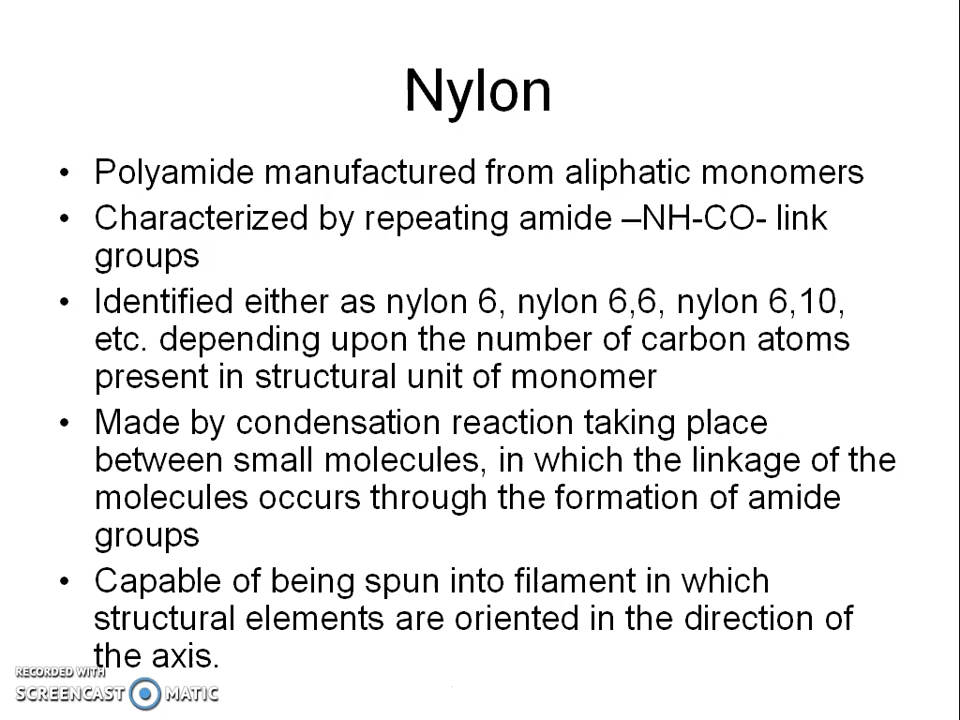 Nylon
• Polyamide manufactured from aliphatic monomers
• Characterized by repeating amide –NH-CO- link
groups
• Identified either as nylon 6, nylon 6,6, nylon 6,10,
etc. depending upon the number of carbon atoms
present in structural unit of monomer
• Made by condensation reaction taking place
between small molecules, in which the linkage of the
molecules occurs through the formation of amide
groups
• Capable of being spun into filament in which
structural elements are oriented in the direction of
the axis.
RECORDED WITH
SCREENCAST MATIC